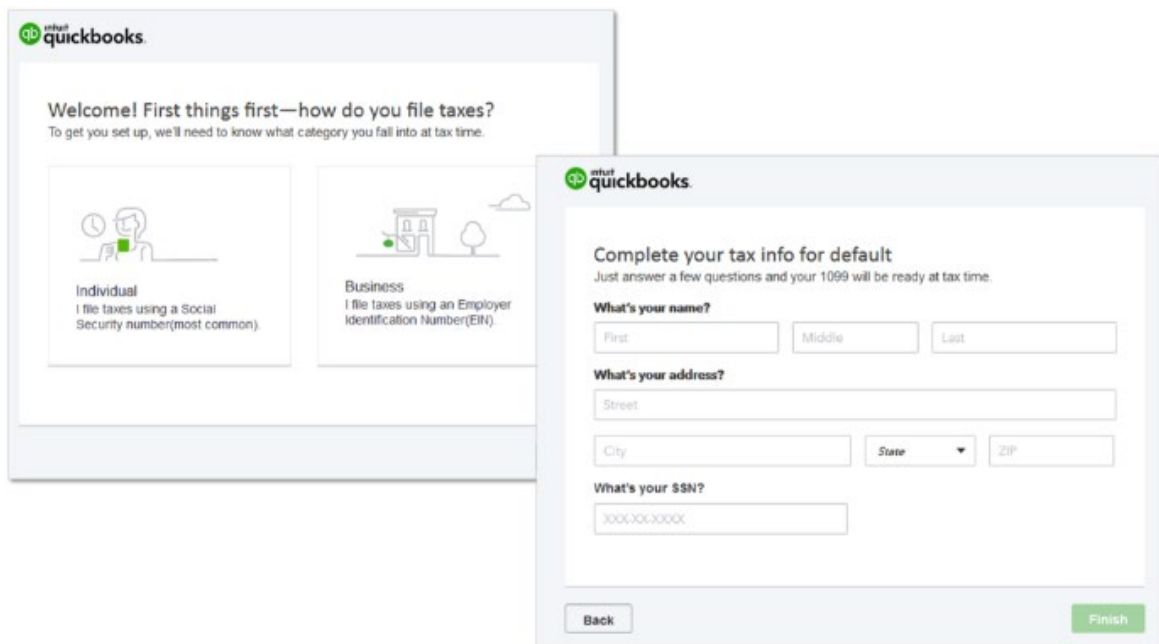 intuit
quickbooks.
Welcome! First things first—how do you file taxes?
To get you set up, we'll need to know what category you fall into at tax time.
Individual
I file taxes using a Social
Security number(most common).
Business
I file taxes using an Employer
Identification Number(EIN).
intuit
quickbooks.
Complete your tax info for default
Just answer a few questions and your 1099 will be ready at tax time.
What's your name?
First Middle Last
What's your address?
Street
City State ZIP
What's your SSN?
XXX-XX-XXXX
Back Finish